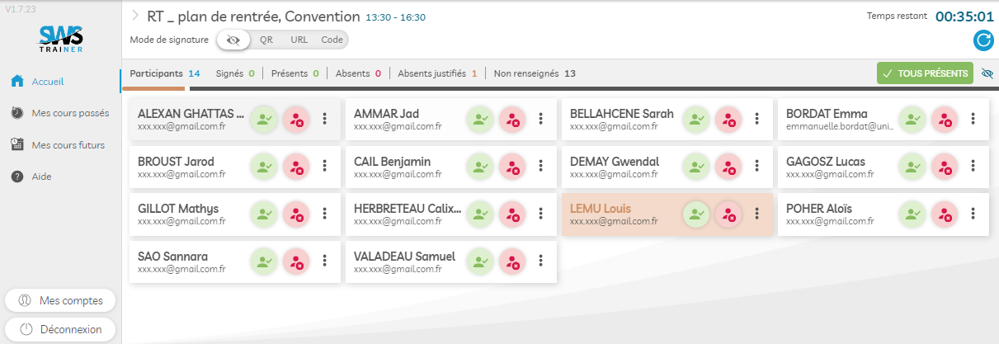 V1.7.23
SWS
TRAINER
Accueil
Mes cours passés
Mes cours futurs
Aide
Mes comptes
Déconnexion
RT _ plan de rentrée, Convention 13:30 - 16:30
Temps restant 00:35:01
Mode de signature QR URL Code
Participants 14 Signés 0 Présents 0 Absents 0 Absents justifiés 1 Non renseignés 13 TOUS PRÉSENTS
ALEXAN GHATTAS ... AMMAR Jad BELLAHCENE Sarah BORDAT Emma
xxx.xxx@gmail.com.fr xxx.xxx@gmail.com.fr xxx.xxx@gmail.com.fr emmanuelle.bordat@uni...
BROUST Jarod CAIL Benjamin DEMAY Gwendal GAGOSZ Lucas
xxx.xxx@gmail.com.fr xxx.xxx@gmail.com.fr xxx.xxx@gmail.com.fr xxx.xxx@gmail.com.fr
GILLOT Mathys HERBRETEAU Calix... LEMU Louis POHER Aloïs
xxx.xxx@gmail.com.fr xxx.xxx@gmail.com.fr xxx.xxx@gmail.com.fr xxx.xxx@gmail.com.fr
SAO Sannara VALADEAU Samuel
xxx.xxx@gmail.com.fr xxx.xxx@gmail.com.fr